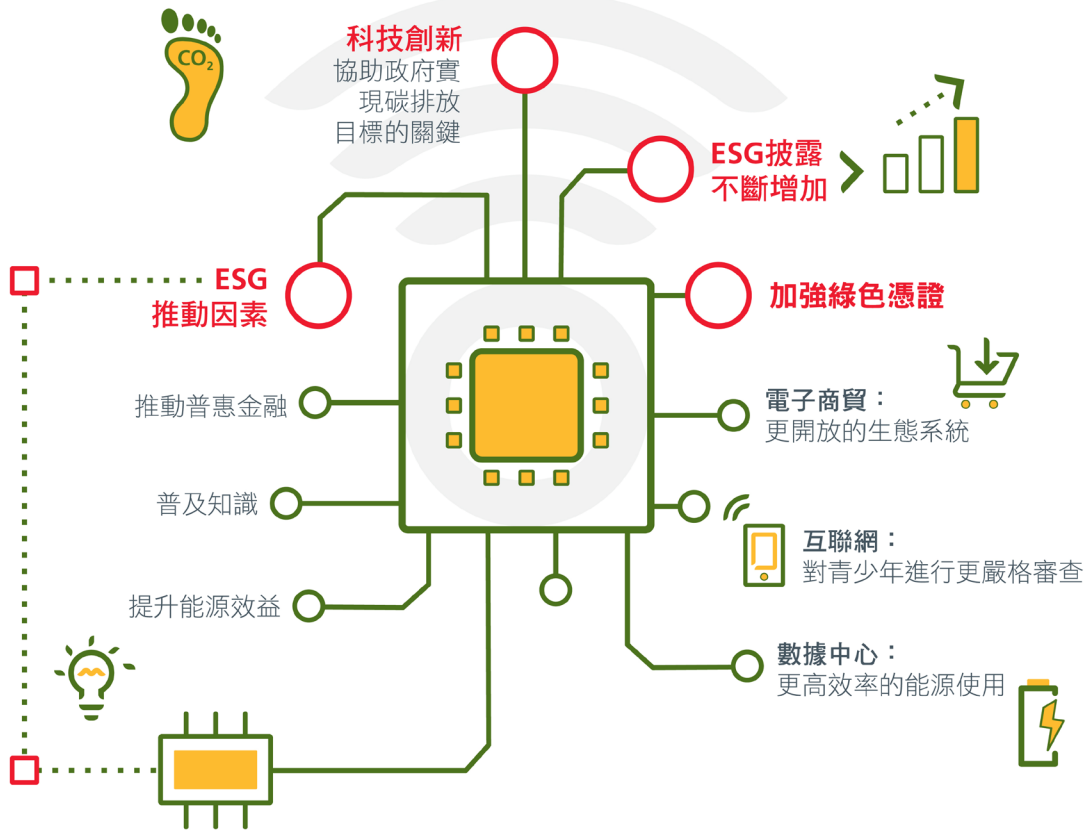 CO₂
科技創新
協助政府實
現碳排放
目標的關鍵
ESG披露
不斷增加
ESG
推動因素
加強綠色憑證
推動普惠金融
電子商貿：
更開放的生態系統
普及知識
互聯網：
對青少年進行更嚴格審查
提升能源效益
數據中心：
更高效率的能源使用